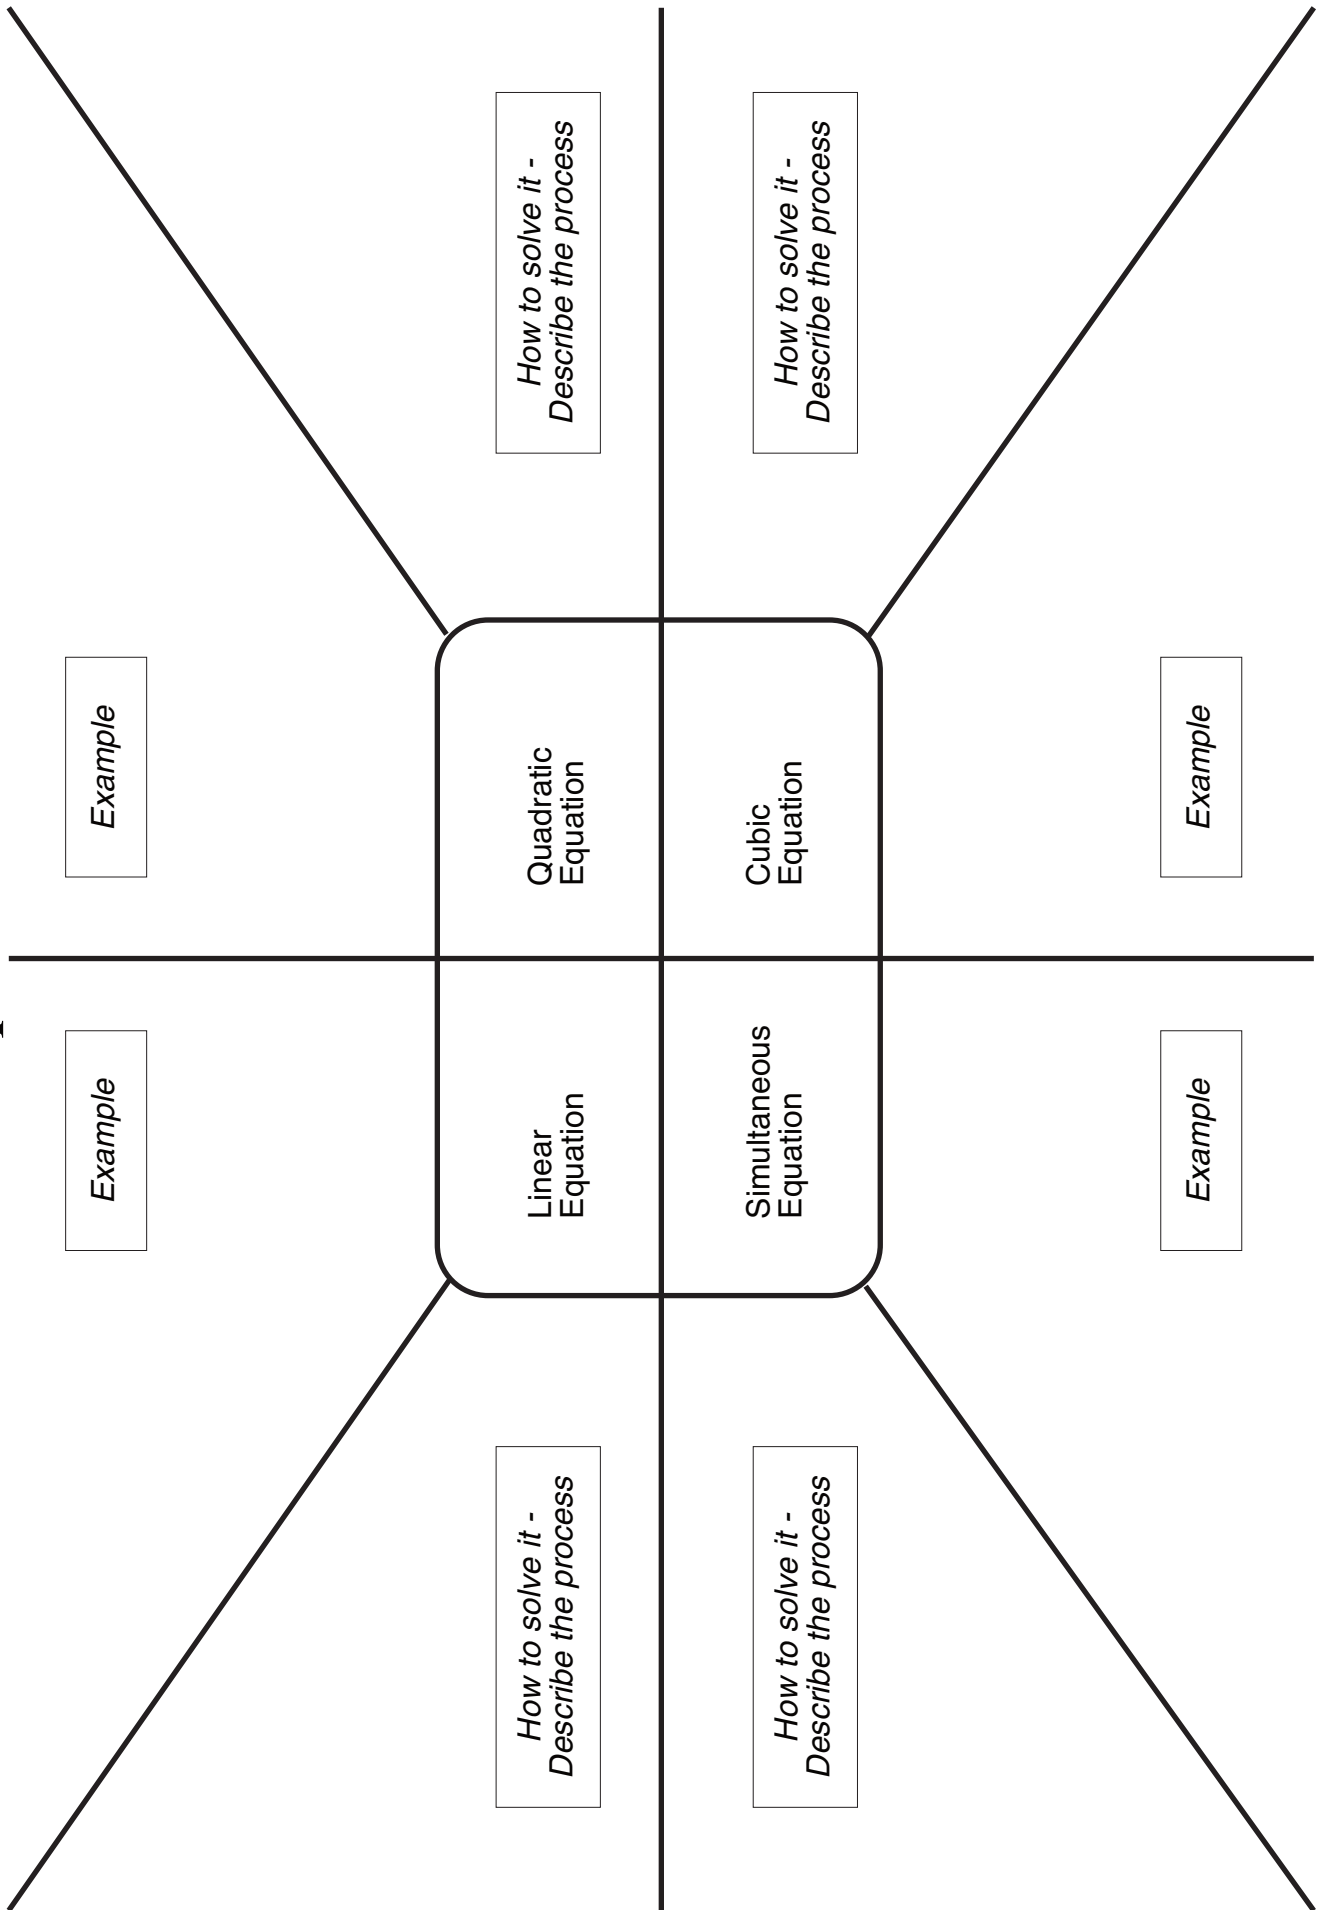 Example
Example
How to solve it -
Describe the process
Linear
Equation
Quadratic
Equation
How to solve it -
Describe the process
How to solve it -
Describe the process
Simultaneous
Equation
Cubic
Equation
How to solve it -
Describe the process
Example
Example